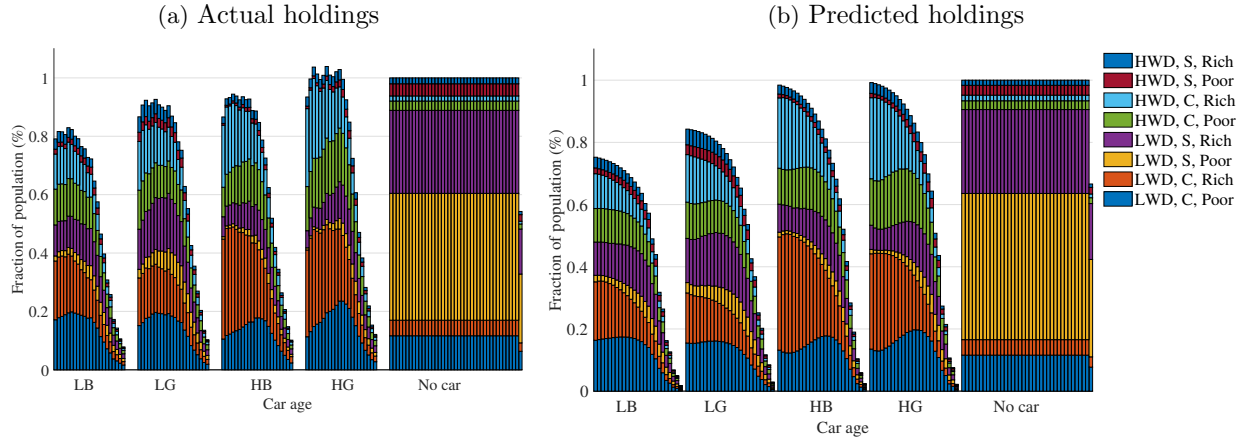 (a) Actual holdings
Fraction of population (%)
1
0.8
0.6
0.4
0.2
0
LB LG HB HG No car
Car age
(b) Predicted holdings
Fraction of population (%)
1
0.8
0.6
0.4
0.2
0
LB LG HB HG No car
Car age
HWD, S, Rich
HWD, S, Poor
HWD, C, Rich
HWD, C, Poor
LWD, S, Rich
LWD, S, Poor
LWD, C, Rich
LWD, C, Poor